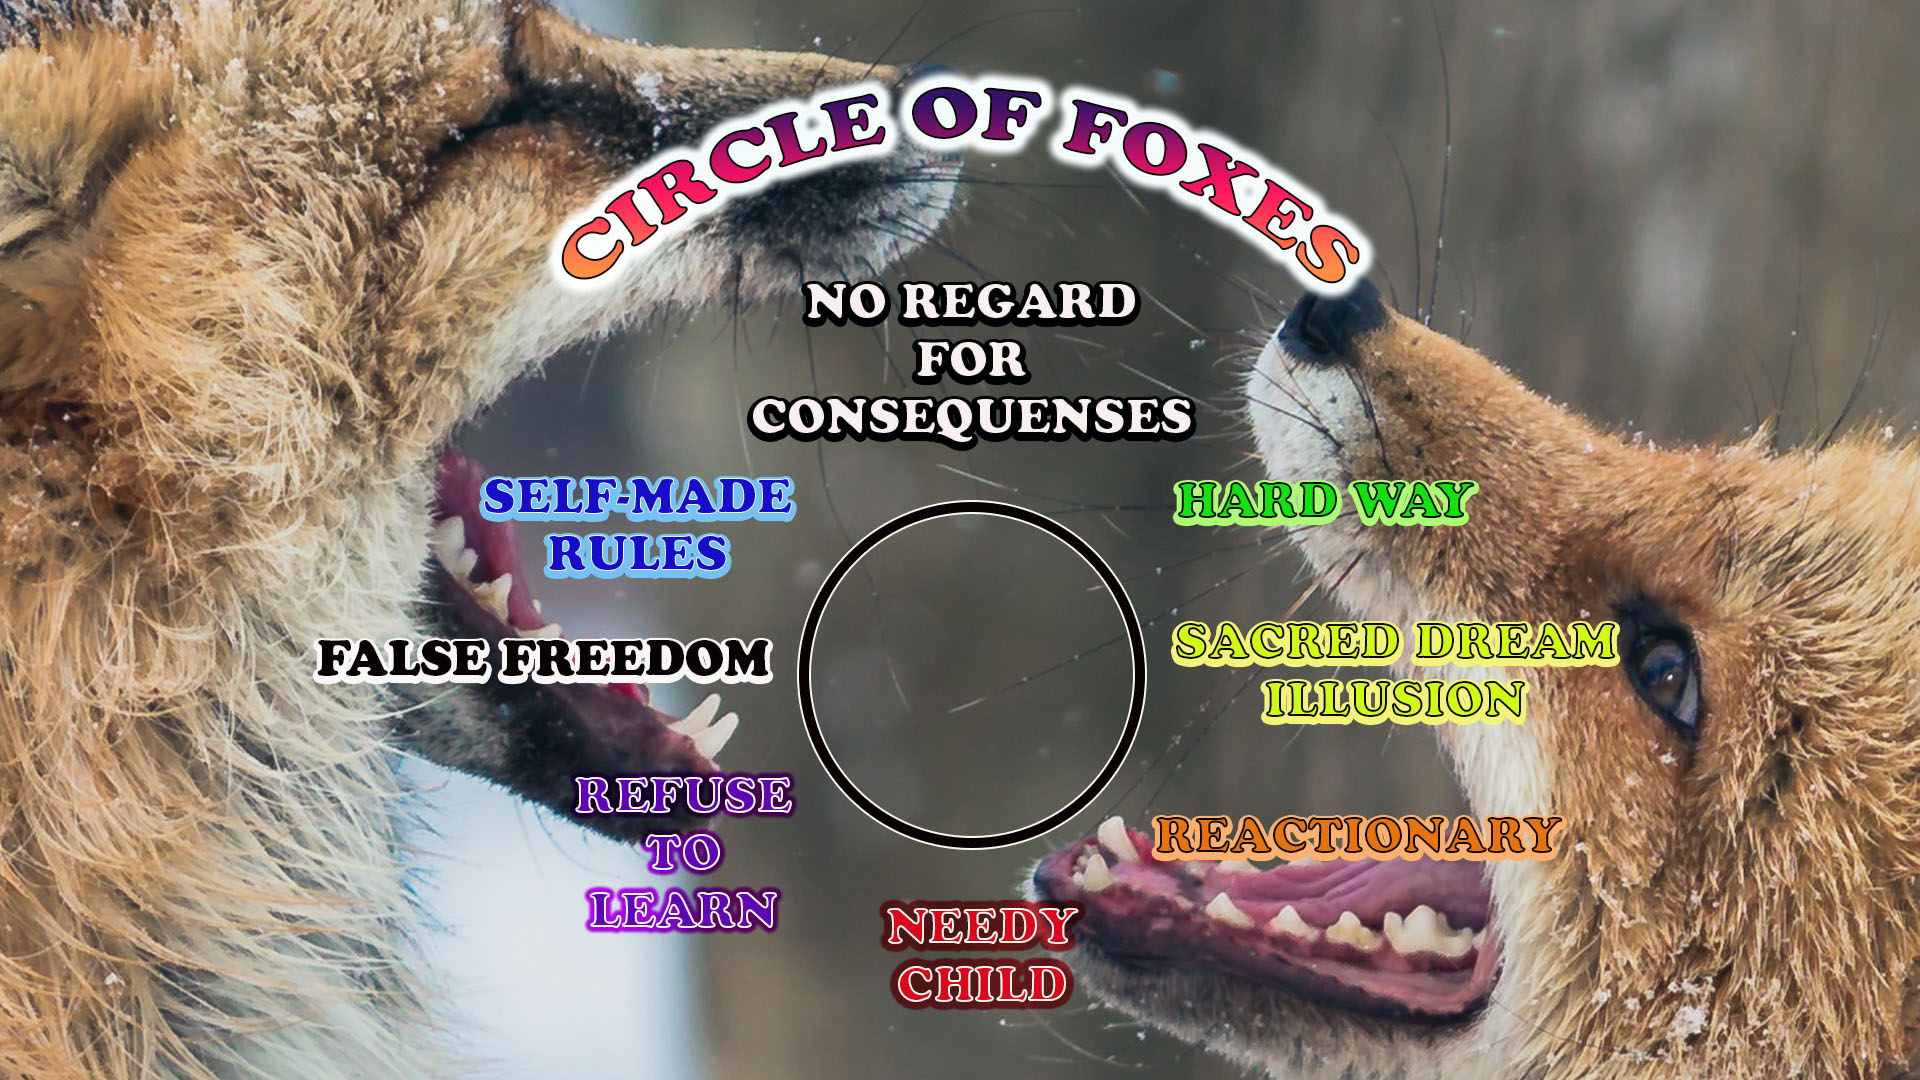 CIRCLE OF FOXES
NO REGARD
FOR
CONSEQUENSES
SELF-MADE
RULES
HARD WAY
FALSE FREEDOM
SACRED DREAM
ILLUSION
REFUSE
TO
LEARN
REACTIONARY
NEEDY
CHILD